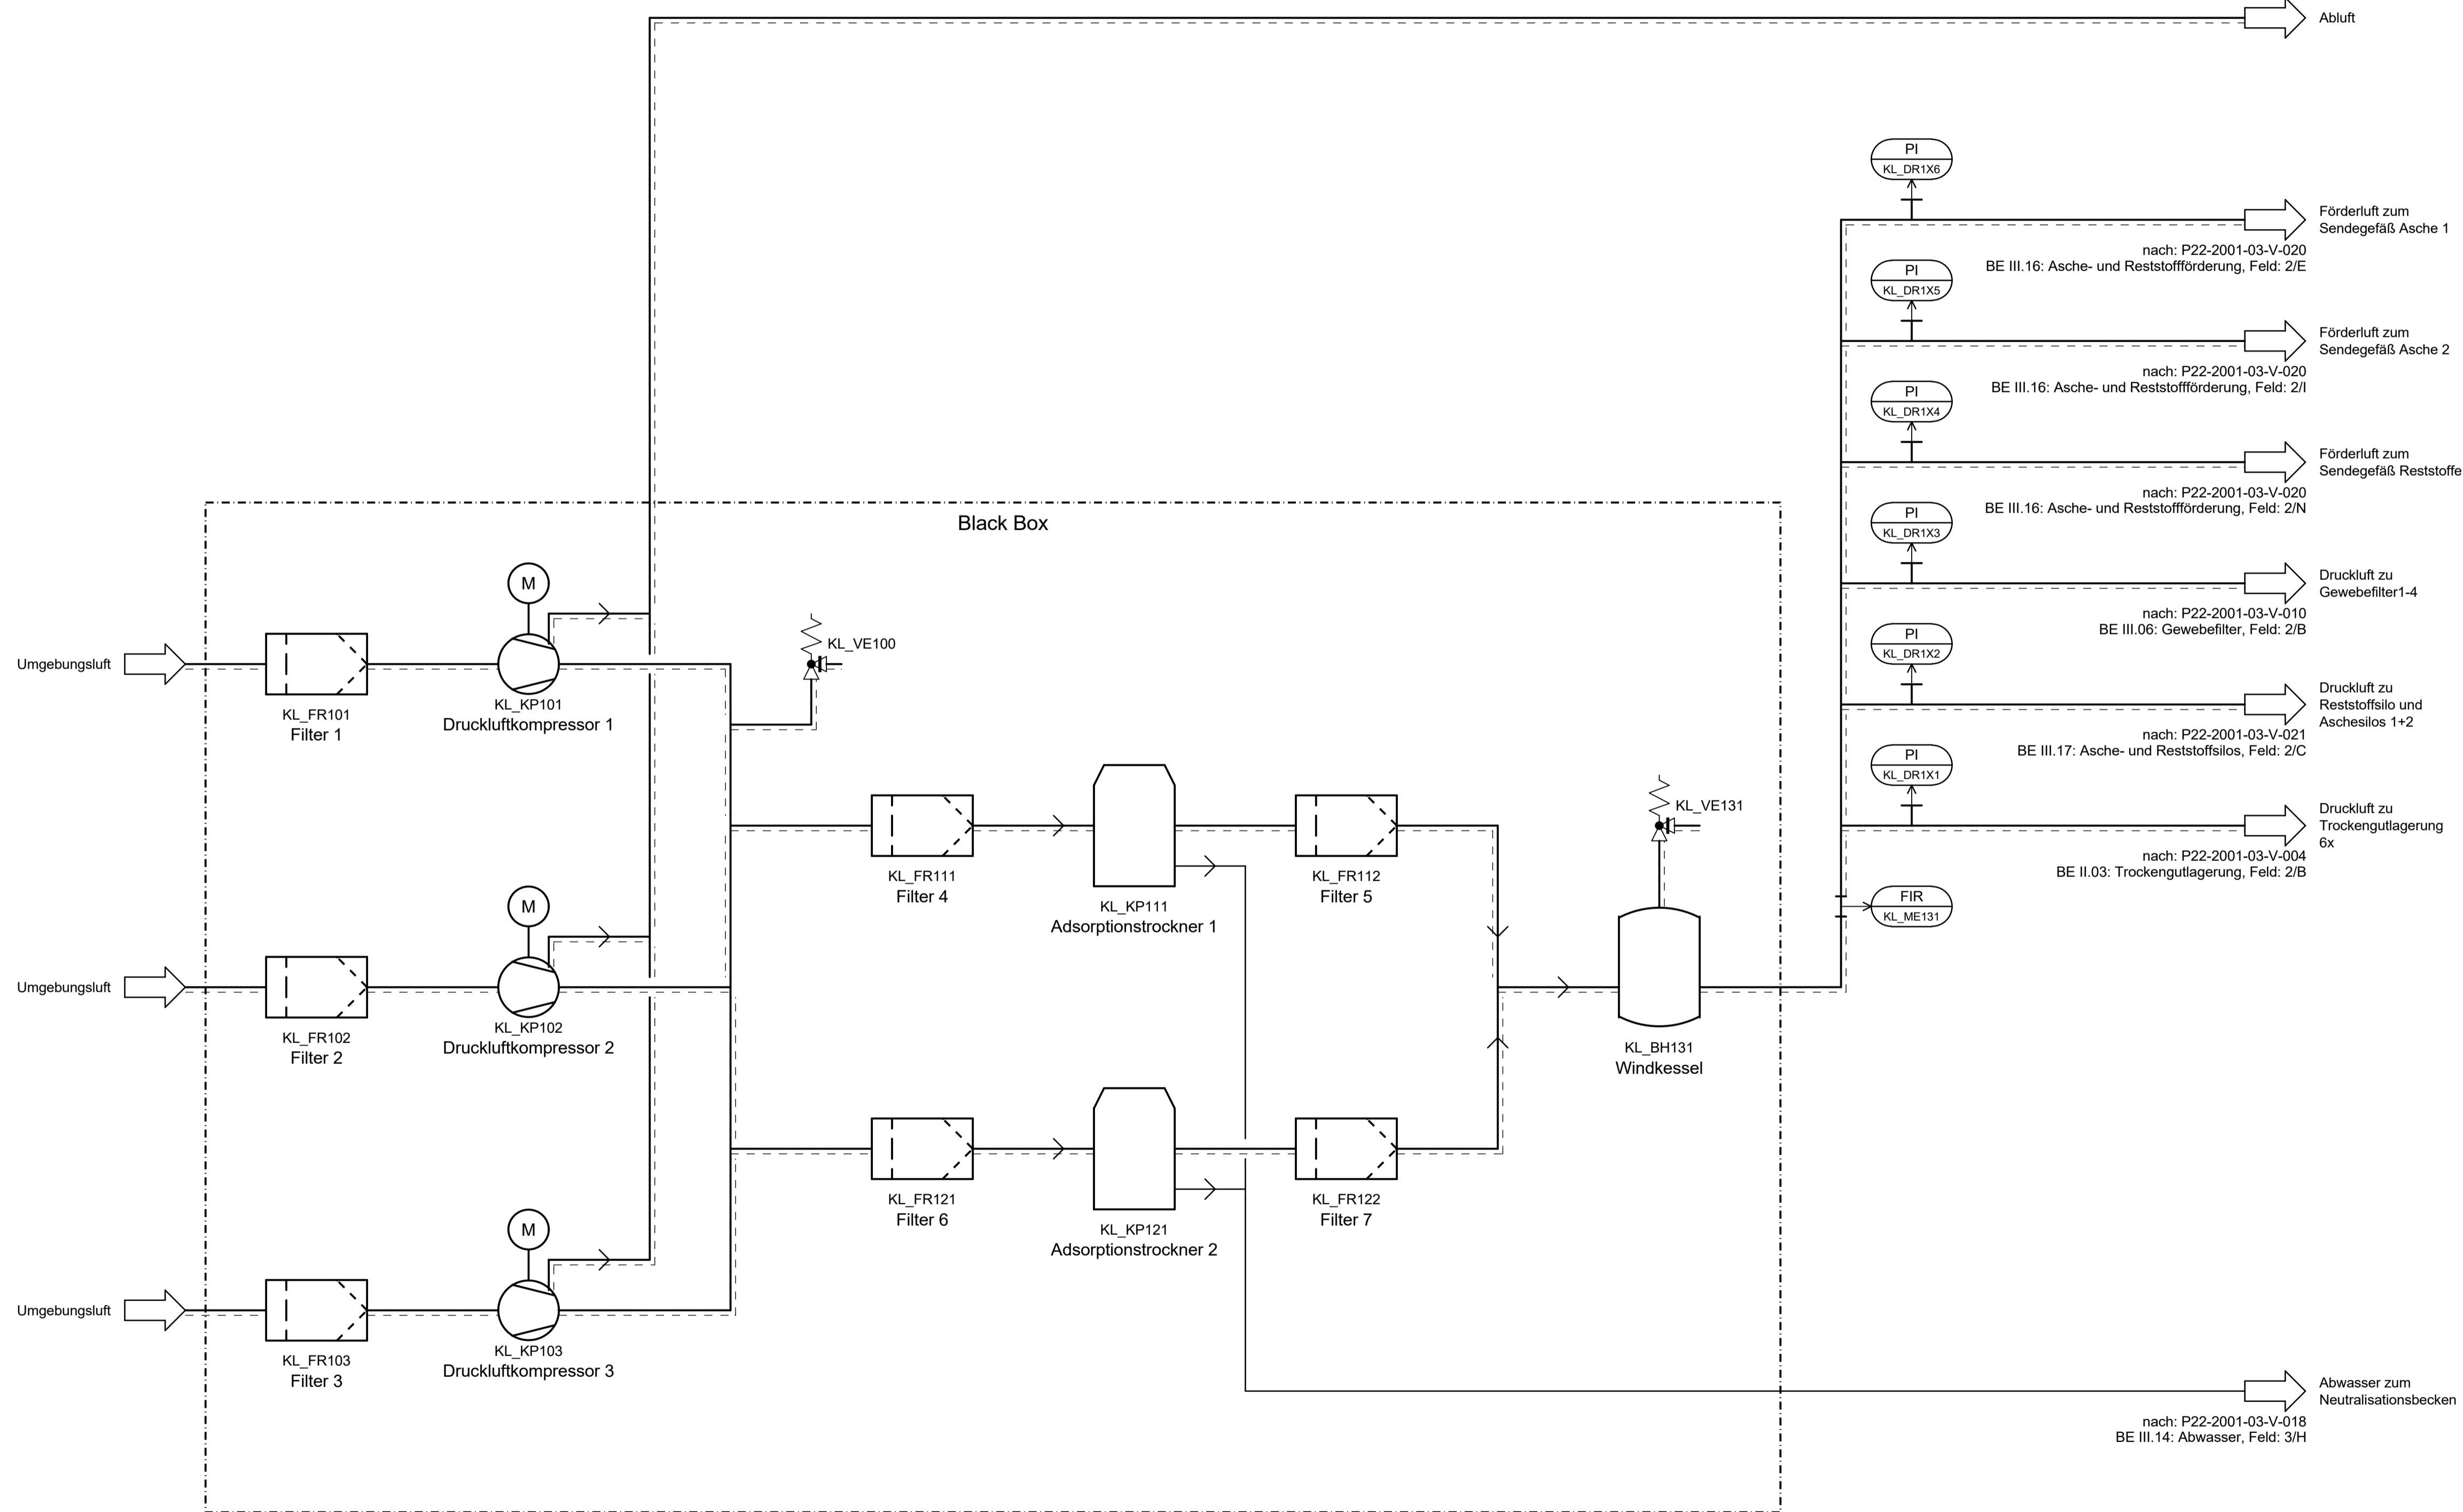 Abluft
PI
KL_DR1X6
Förderluft zum
Sendegefäß Asche 1
nach: P22-2001-03-V-020
BE III.16: Asche- und Reststoffförderung, Feld: 2/E
PI
KL_DR1X5
Förderluft zum
Sendegefäß Asche 2
nach: P22-2001-03-V-020
BE III.16: Asche- und Reststoffförderung, Feld: 2/I
PI
KL_DR1X4
Förderluft zum
Sendegefäß Reststoffe
nach: P22-2001-03-V-020
BE III.16: Asche- und Reststoffförderung, Feld: 2/N
Black Box
PI
KL_DR1X3
Druckluft zu
Gewebefilter1-4
nach: P22-2001-03-V-010
BE III.06: Gewebefilter, Feld: 2/B
M
KL_VE100
Umgebungsluft
KL_FR101
Filter 1
KL_KP101
Druckluftkompressor 1
PI
KL_DR1X2
Druckluft zu
Reststoffsilo und
Aschesilos 1+2
nach: P22-2001-03-V-021
BE III.17: Asche- und Reststoffsilos, Feld: 2/C
PI
KL_DR1X1
KL_VE131
Druckluft zu
Trockengutlagerung
6x
nach: P22-2001-03-V-004
BE II.03: Trockengutlagerung, Feld: 2/B
KL_FR111
Filter 4
KL_KP111
Adsorptionstrockner 1
KL_FR112
Filter 5
FIR
KL_ME131
M
Umgebungsluft
KL_FR102
Filter 2
KL_KP102
Druckluftkompressor 2
KL_BH131
Windkessel
KL_FR121
Filter 6
KL_KP121
Adsorptionstrockner 2
KL_FR122
Filter 7
M
Umgebungsluft
KL_FR103
Filter 3
KL_KP103
Druckluftkompressor 3
Abwasser zum
Neutralisationsbecken
nach: P22-2001-03-V-018
BE III.14: Abwasser, Feld: 3/H